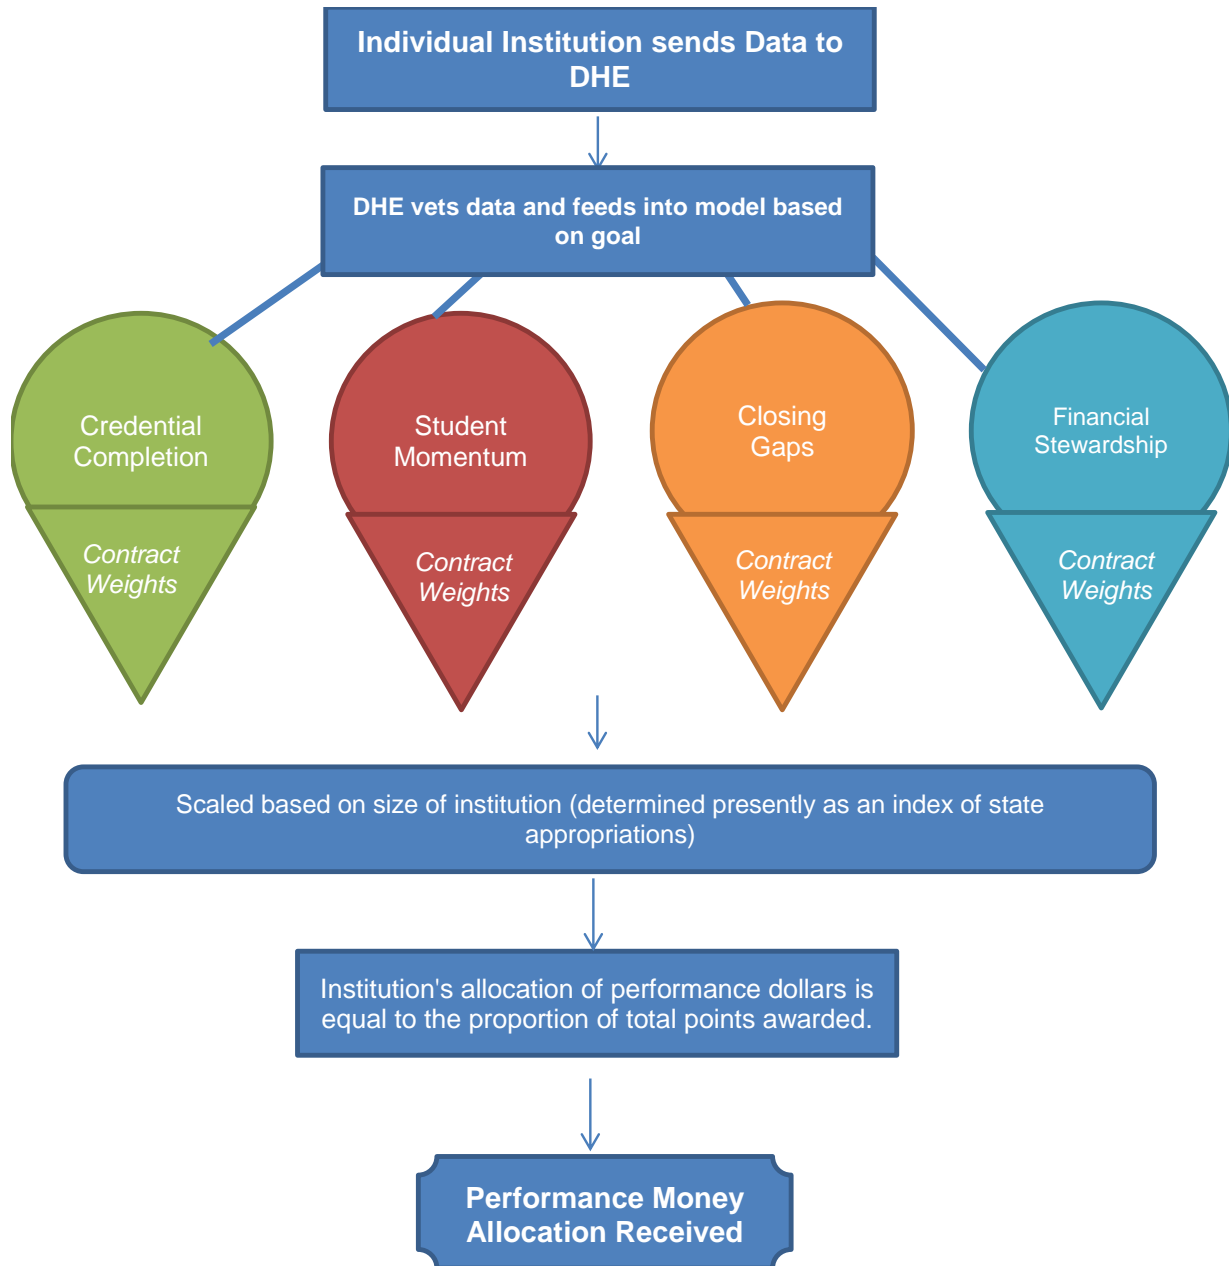 Individual Institution sends Data to
DHE
DHE vets data and feeds into model based
on goal
Credential
Completion
Student
Momentum
Closing
Gaps
Financial
Stewardship
Contract
Weights
Contract
Weights
Contract
Weights
Contract
Weights
Scaled based on size of institution (determined presently as an index of state
appropriations)
Institution's allocation of performance dollars is
equal to the proportion of total points awarded.
Performance Money
Allocation Received